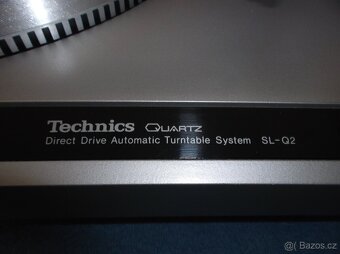 Technics QUARTZ
Direct Drive Automatic Turntable System SL-Q2
Bazos.cz